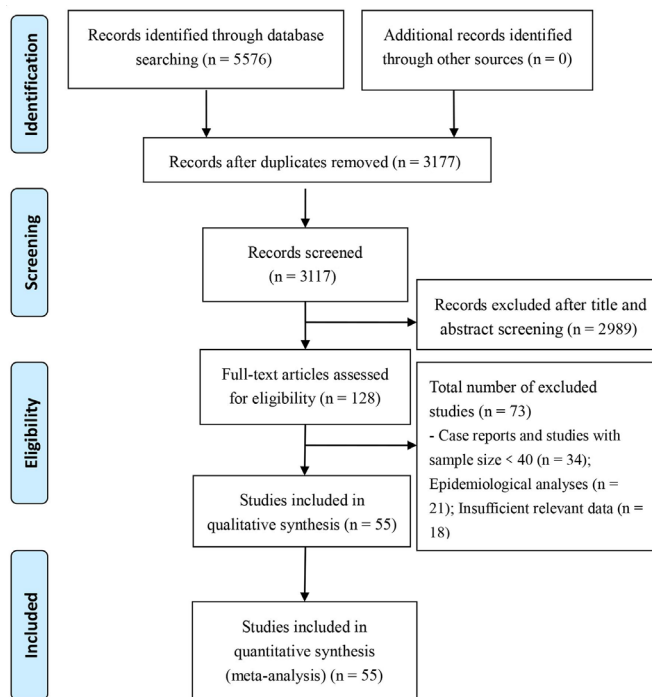 Identification
Records identified through database
searching (n = 5576)
Additional records identified
through other sources (n = 0)
Records after duplicates removed (n = 3177)
Screening
Records screened
(n = 3117)
Records excluded after title and
abstract screening (n = 2989)
Eligibility
Full-text articles assessed
for eligibility (n = 128)
Total number of excluded
studies (n = 73)
- Case reports and studies with
sample size < 40 (n = 34);
Epidemiological analyses (n =
21); Insufficient relevant data (n =
18)
Studies included in
qualitative synthesis (n = 55)
Included
Studies included in
quantitative synthesis
(meta-analysis) (n = 55)